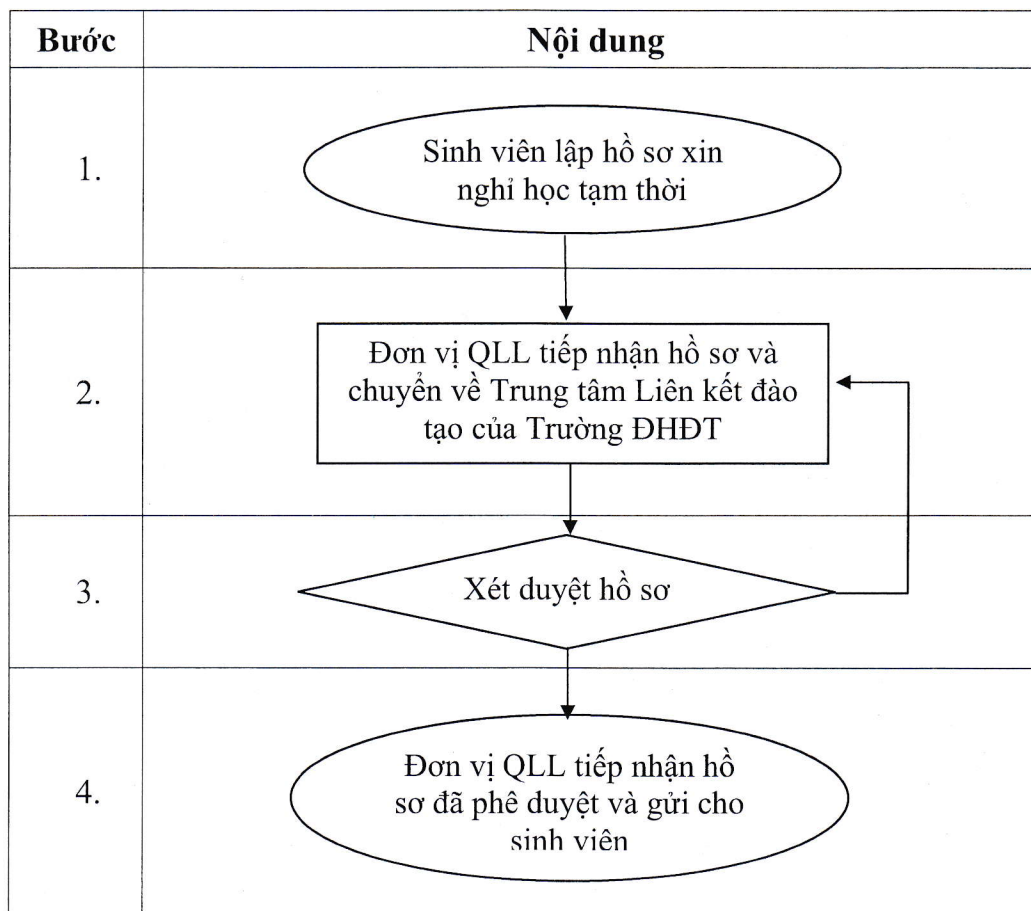 Bước Nội dung
1.
Sinh viên lập hồ sơ xin
nghỉ học tạm thời
2.
Đơn vị QLL tiếp nhận hồ sơ và
chuyển về Trung tâm Liên kết đào
tạo của Trường ĐHĐT
3.
Xét duyệt hồ sơ
4.
Đơn vị QLL tiếp nhận hồ
sơ đã phê duyệt và gửi cho
sinh viên